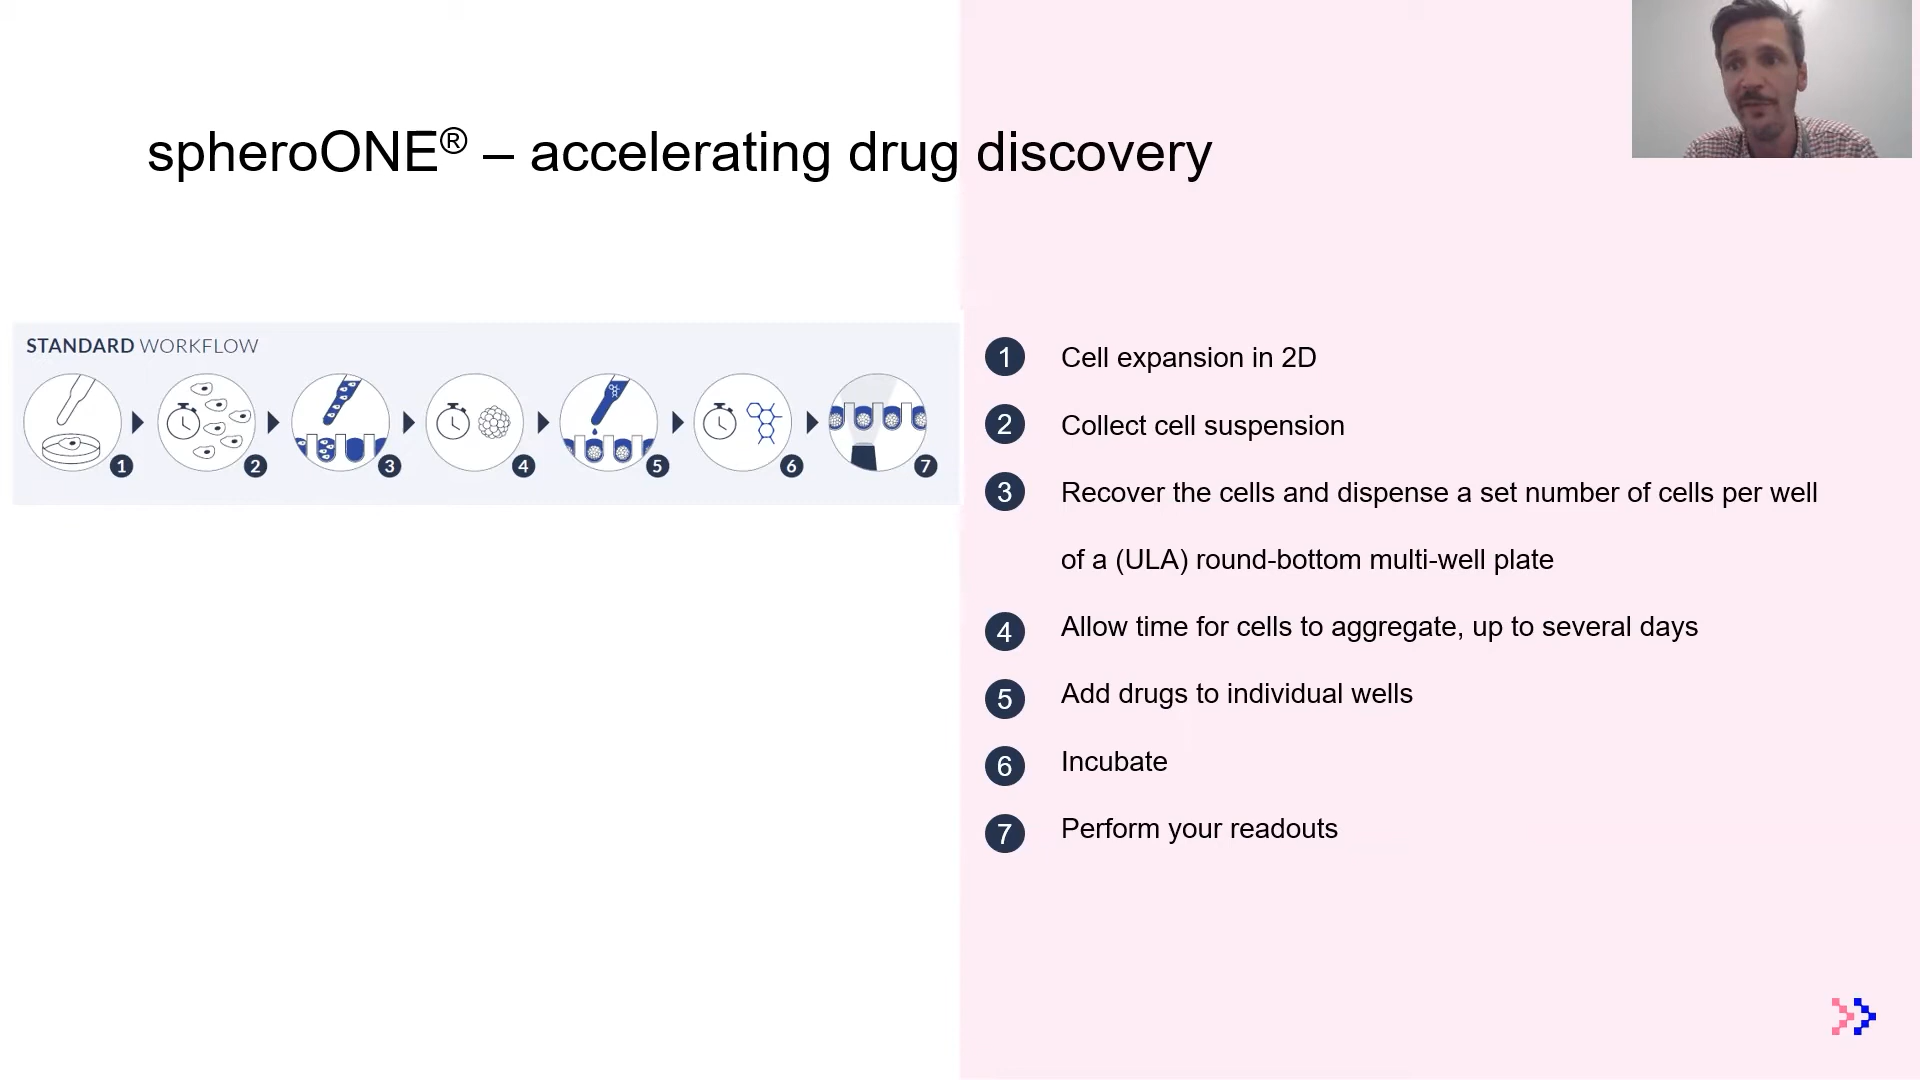 spheroONE® – accelerating drug discovery
STANDARD WORKFLOW
1
2
3
4
5
6
7
1 Cell expansion in 2D
2 Collect cell suspension
3 Recover the cells and dispense a set number of cells per well
of a (ULA) round-bottom multi-well plate
4 Allow time for cells to aggregate, up to several days
5 Add drugs to individual wells
6 Incubate
7 Perform your readouts